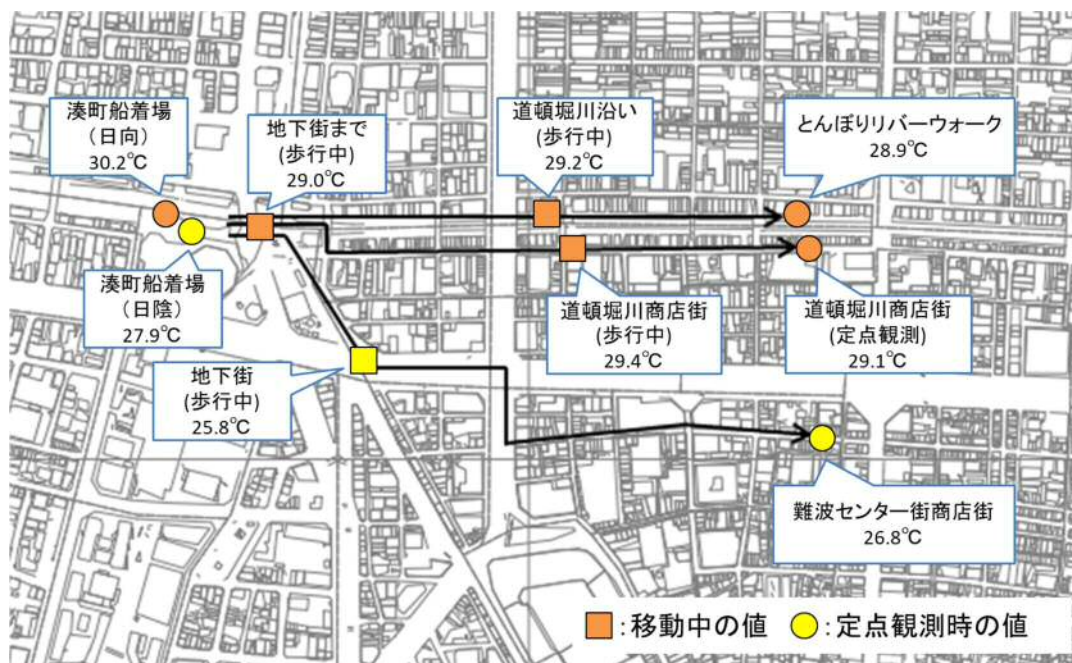 湊町船着場
（日向）
30.2℃
地下街まで
(歩行中)
29.0℃
道頓堀川沿い
(歩行中)
29.2℃
とんぼりリバーウォーク
28.9℃
湊町船着場
（日陰）
27.9℃
地下街
(歩行中)
25.8℃
道頓堀川商店街
(歩行中)
29.4℃
道頓堀川商店街
(定点観測)
29.1℃
難波センター街商店街
26.8℃
：移動中の値
：定点観測時の値